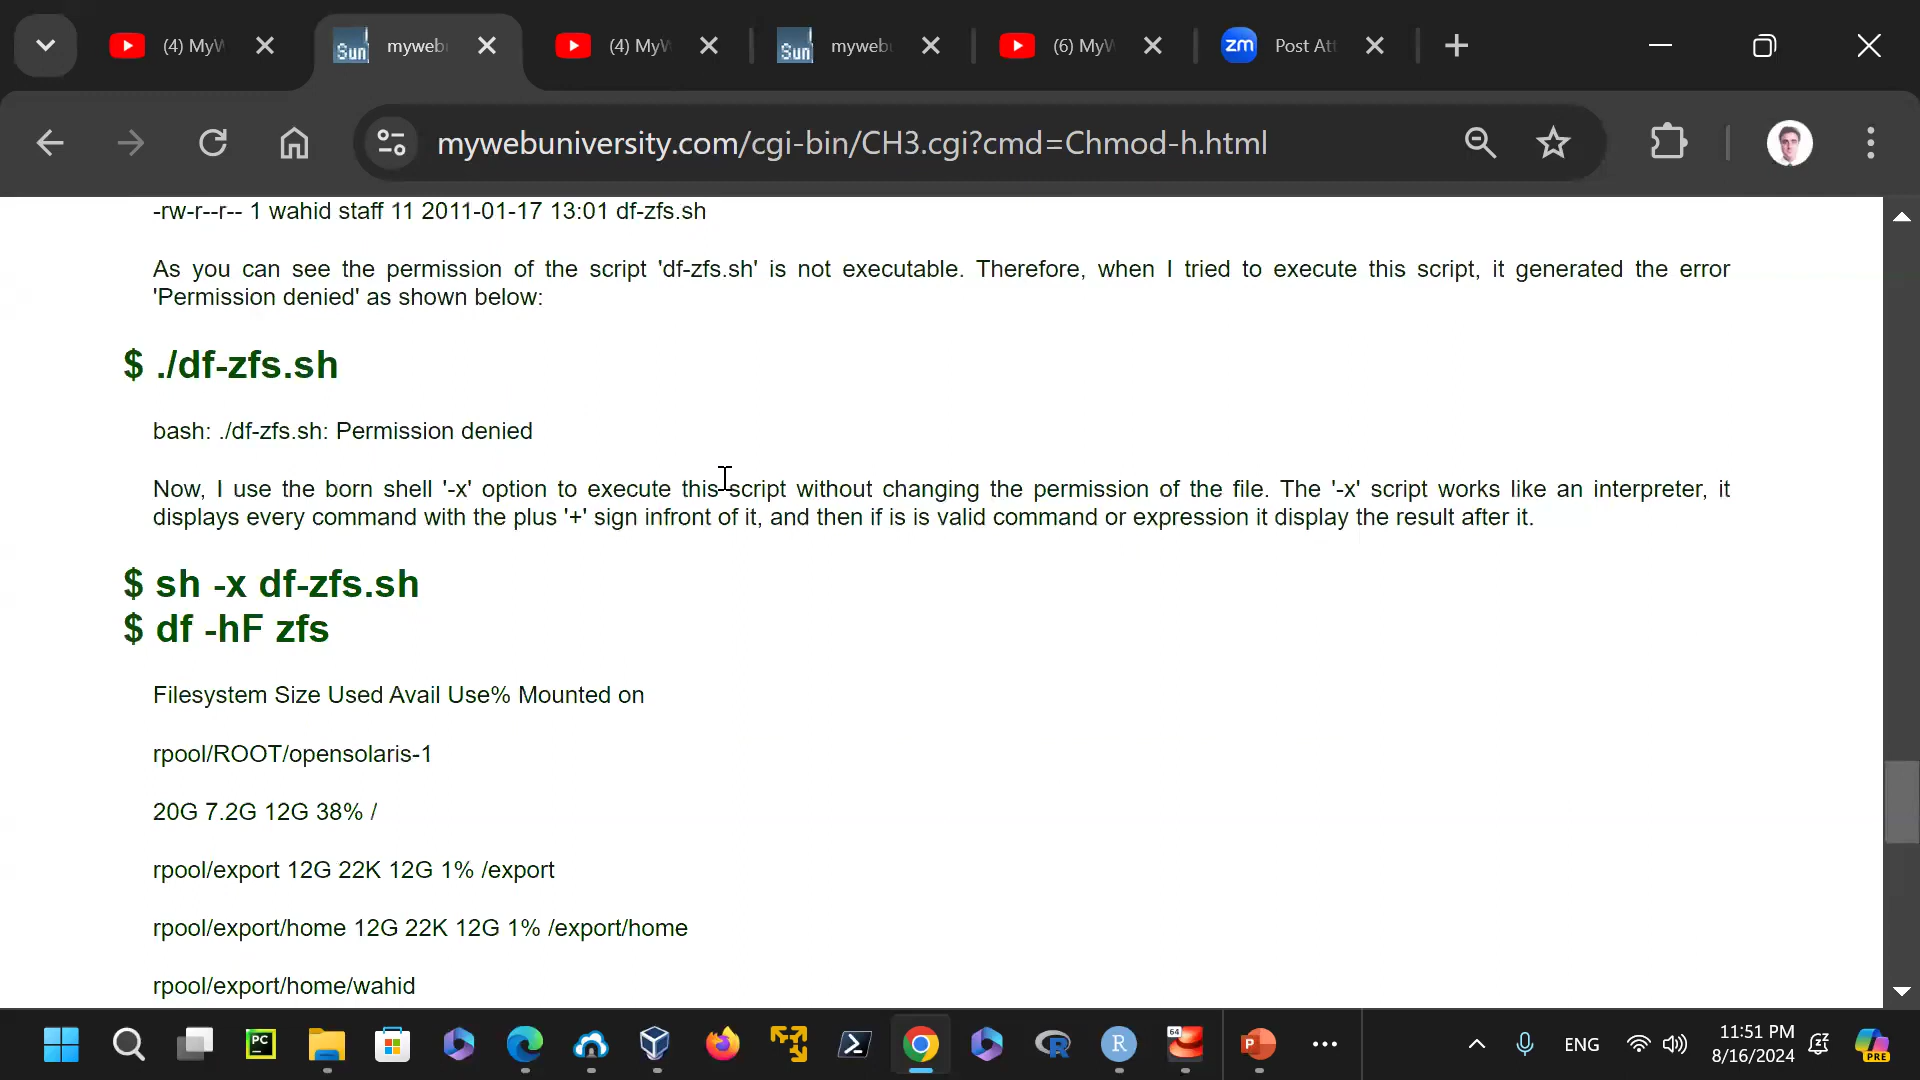 (4) MyW
myweb
(4) MyW
Sun
mywebu
(6) MyW
zm
Post Att
mywebuniversity.com/cgi-bin/CH3.cgi?cmd=Chmod-h.html
-rw-r--r-- 1 wahid staff 11 2011-01-17 13:01 df-zfs.sh
As you can see the permission of the script 'df-zfs.sh' is not executable. Therefore, when I tried to execute this script, it generated the error
'Permission denied' as shown below:
$ ./df-zfs.sh
bash: ./df-zfs.sh: Permission denied
Now, I use the born shell '-x' option to execute this script without changing the permission of the file. The '-x' script works like an interpreter, it
displays every command with the plus '+' sign infront of it, and then if is is valid command or expression it display the result after it.
$ sh -x df-zfs.sh
$ df -hF zfs
Filesystem Size Used Avail Use% Mounted on
rpool/ROOT/opensolaris-1
20G 7.2G 12G 38% /
rpool/export 12G 22K 12G 1% /export
rpool/export/home 12G 22K 12G 1% /export/home
rpool/export/home/wahid
PC
R
R
64
P
ENG
11:51 PM
8/16/2024
PRE